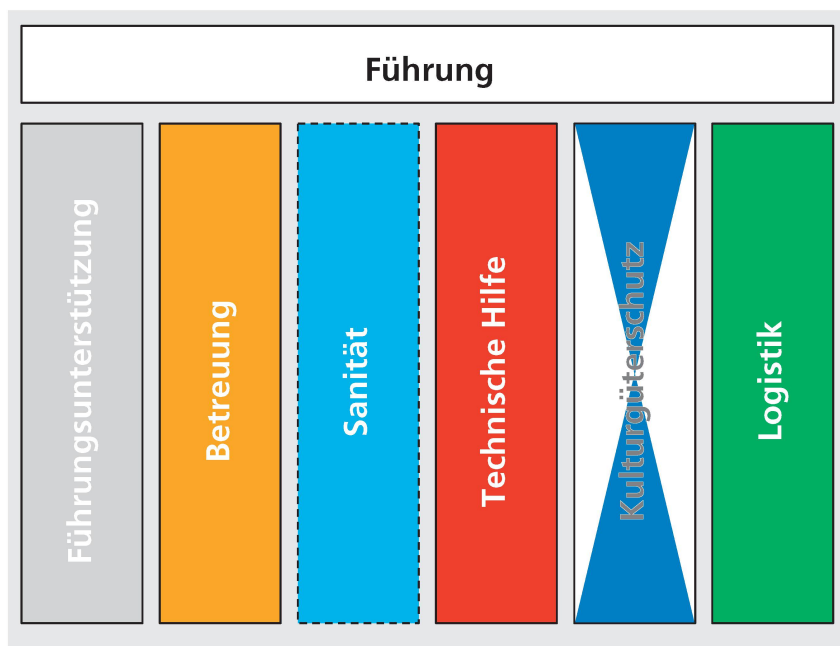 Führung
Führungsunterstützung
Betreuung
Sanität
Technische Hilfe
Kulturgüterschutz
Logistik